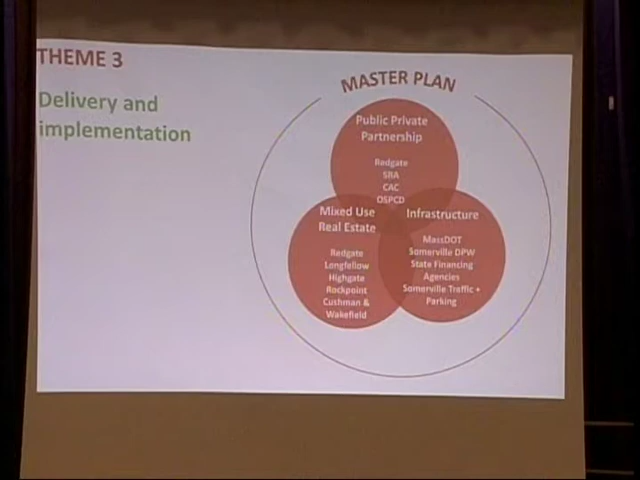 THEME 3
Delivery and
implementation
MASTER PLAN
Public Private
Partnership
Redgate
SRA
CAC
OSPCD
Mixed Use
Real Estate
Redgate
Longfellow
Highgate
Rockpoint
Cushman &
Wakefield
Infrastructure
MassDOT
Somerville DPW
State Financing
Agencies
Somerville Traffic +
Parking